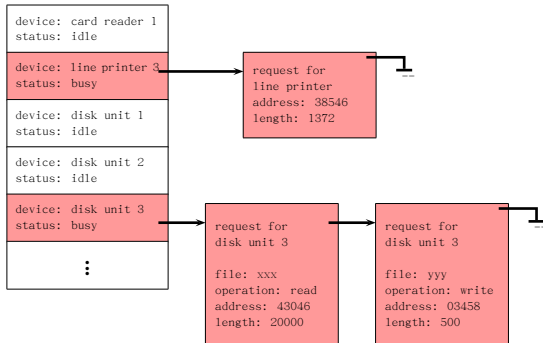 device: card reader 1
status: idle
device: line printer 3
status: busy
device: disk unit 1
status: idle
device: disk unit 2
status: idle
device: disk unit 3
status: busy
request for
line printer
address: 38546
length: 1372
request for
disk unit 3
file: xxx
operation: read
address: 43046
length: 20000
request for
disk unit 3
file: yyy
operation: write
address: 03458
length: 500